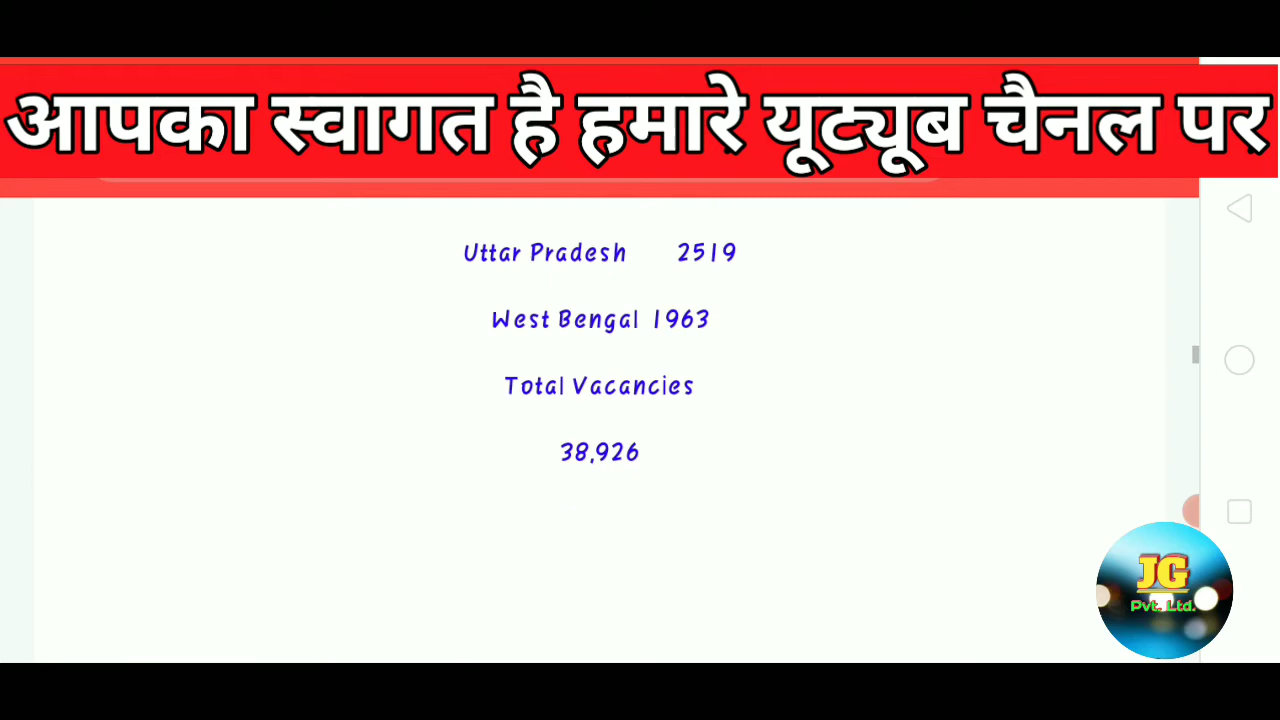 आपका स्वागत है हमारे यूट्यूब चैनल पर
Uttar Pradesh 2519
West Bengal 1963
Total Vacancies
38,926
JG
Pvt. Ltd.